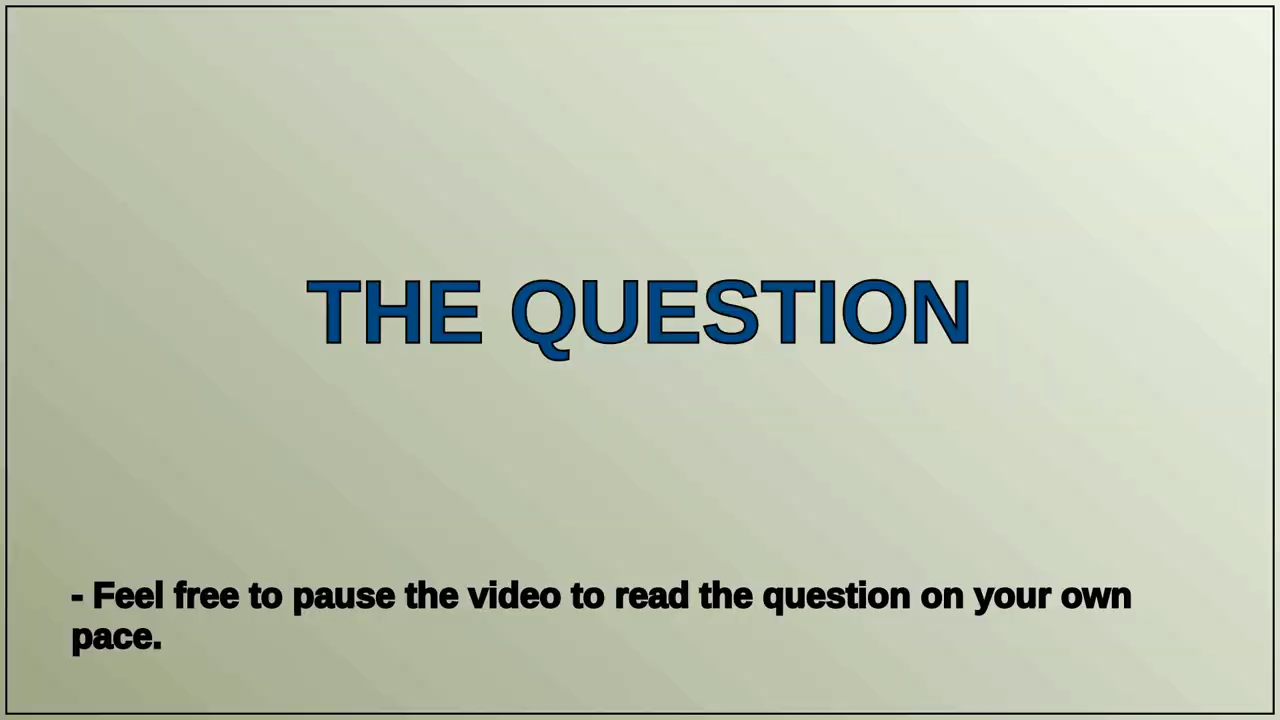 THE QUESTION
- Feel free to pause the video to read the question on your own
pace.